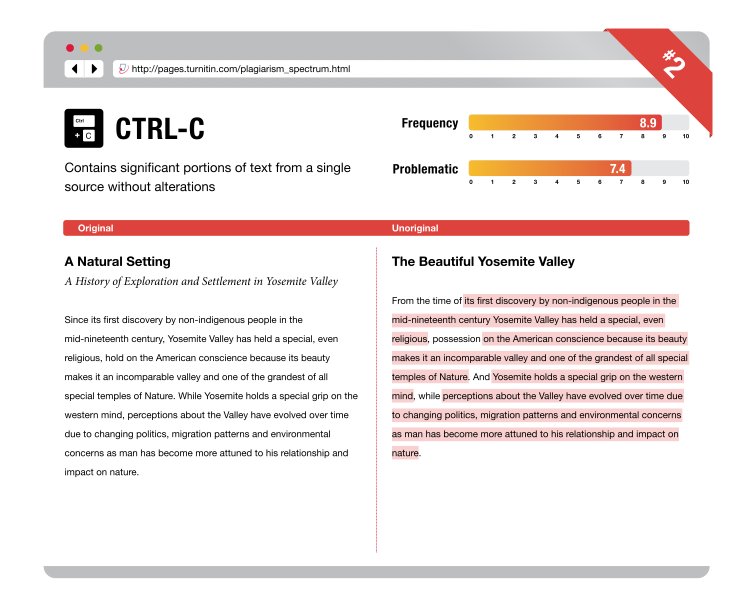 http://pages.turnitin.com/plagiarism_spectrum.html
#2
Ctrl
+ C
CTRL-C
Contains significant portions of text from a single
source without alterations
Frequency
8.9
0 1 2 3 4 5 6 7 8 9 10
Problematic
7.4
0 1 2 3 4 5 6 7 8 9 10
Original
Unoriginal
A Natural Setting
A History of Exploration and Settlement in Yosemite Valley
Since its first discovery by non-indigenous people in the
mid-nineteenth century, Yosemite Valley has held a special, even
religious, hold on the American conscience because its beauty
makes it an incomparable valley and one of the grandest of all
special temples of Nature. While Yosemite holds a special grip on the
western mind, perceptions about the Valley have evolved over time
due to changing politics, migration patterns and environmental
concerns as man has become more attuned to his relationship and
impact on nature.
The Beautiful Yosemite Valley
From the time of its first discovery by non-indigenous people in the
mid-nineteenth century Yosemite Valley has held a special, even
religious, possession on the American conscience because its beauty
makes it an incomparable valley and one of the grandest of all special
temples of Nature. And Yosemite holds a special grip on the western
mind, while perceptions about the Valley have evolved over time due
to changing politics, migration patterns and environmental concerns
as man has become more attuned to his relationship and impact on
nature.